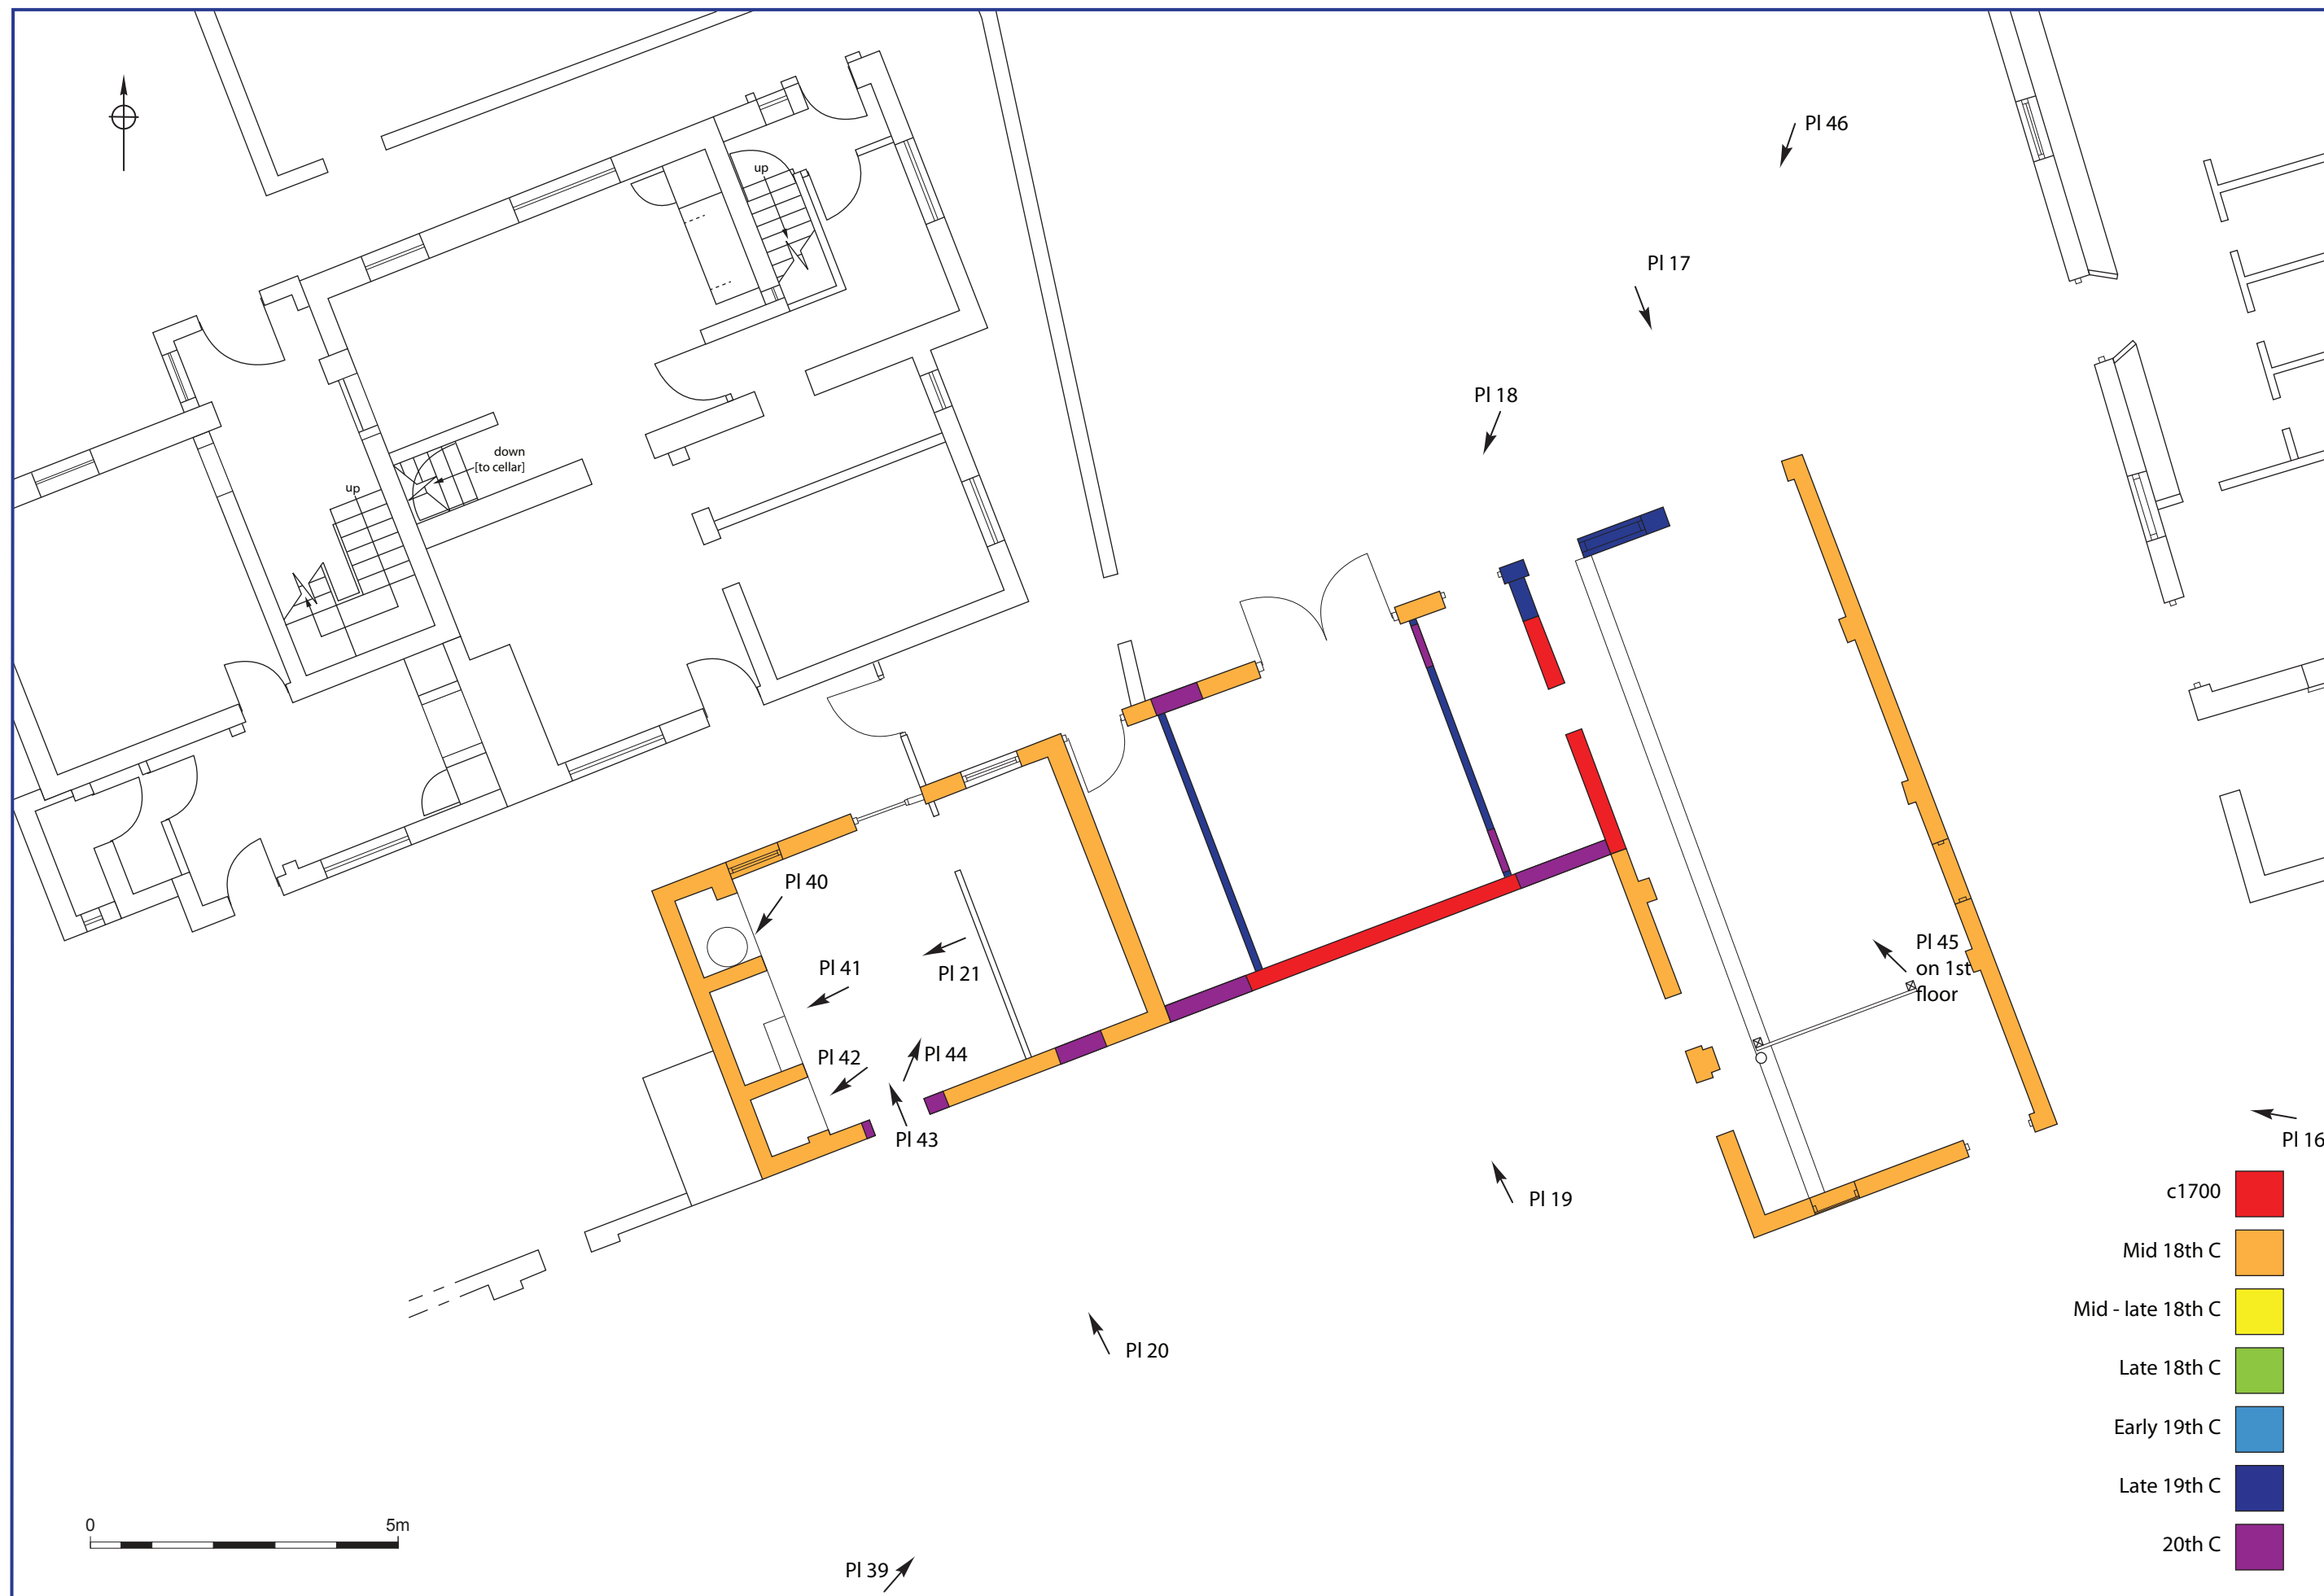 Pl 46
up
Pl 17
Pl 18
down
[to cellar]
up
Pl 40
Pl 45
on 1st
floor
Pl 41
Pl 21
Pl 44
Pl 42
Pl 43
Pl 16
Pl 19
c1700
Mid 18th C
Mid - late 18th C
Pl 20
Late 18th C
Early 19th C
Late 19th C
0 5m
20th C
Pl 39